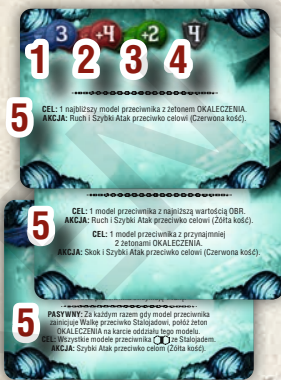 3 +4 +2 4
1 2 3 4
5
CEL: 1 najbliższy model przeciwnika z żetonem OKALECZENIA.
AKCJA: Ruch i Szybki Atak przeciwko celowi (Czerwona kość).
5
CEL: 1 model przeciwnika z najniższą wartością OBR.
AKCJA: Ruch i Szybki Atak przeciwko celowi (Żółta kość).
CEL: 1 model przeciwnika z przynajmniej
2 żetonami OKALECZENIA.
AKCJA: Skok i Szybki Atak przeciwko celowi (Czerwona kość).
5
PASYWNY: Za każdym razem gdy model przeciwnika
zainicjuje Walkę przeciwko Stalojadowi, połóż żeton
OKALECZENIA na karcie oddziału tego modelu.
CEL: Wszystkie modele przeciwnika ze Stalojadem.
AKCJA: Szybki Atak przeciwko celom (Żółta kość).